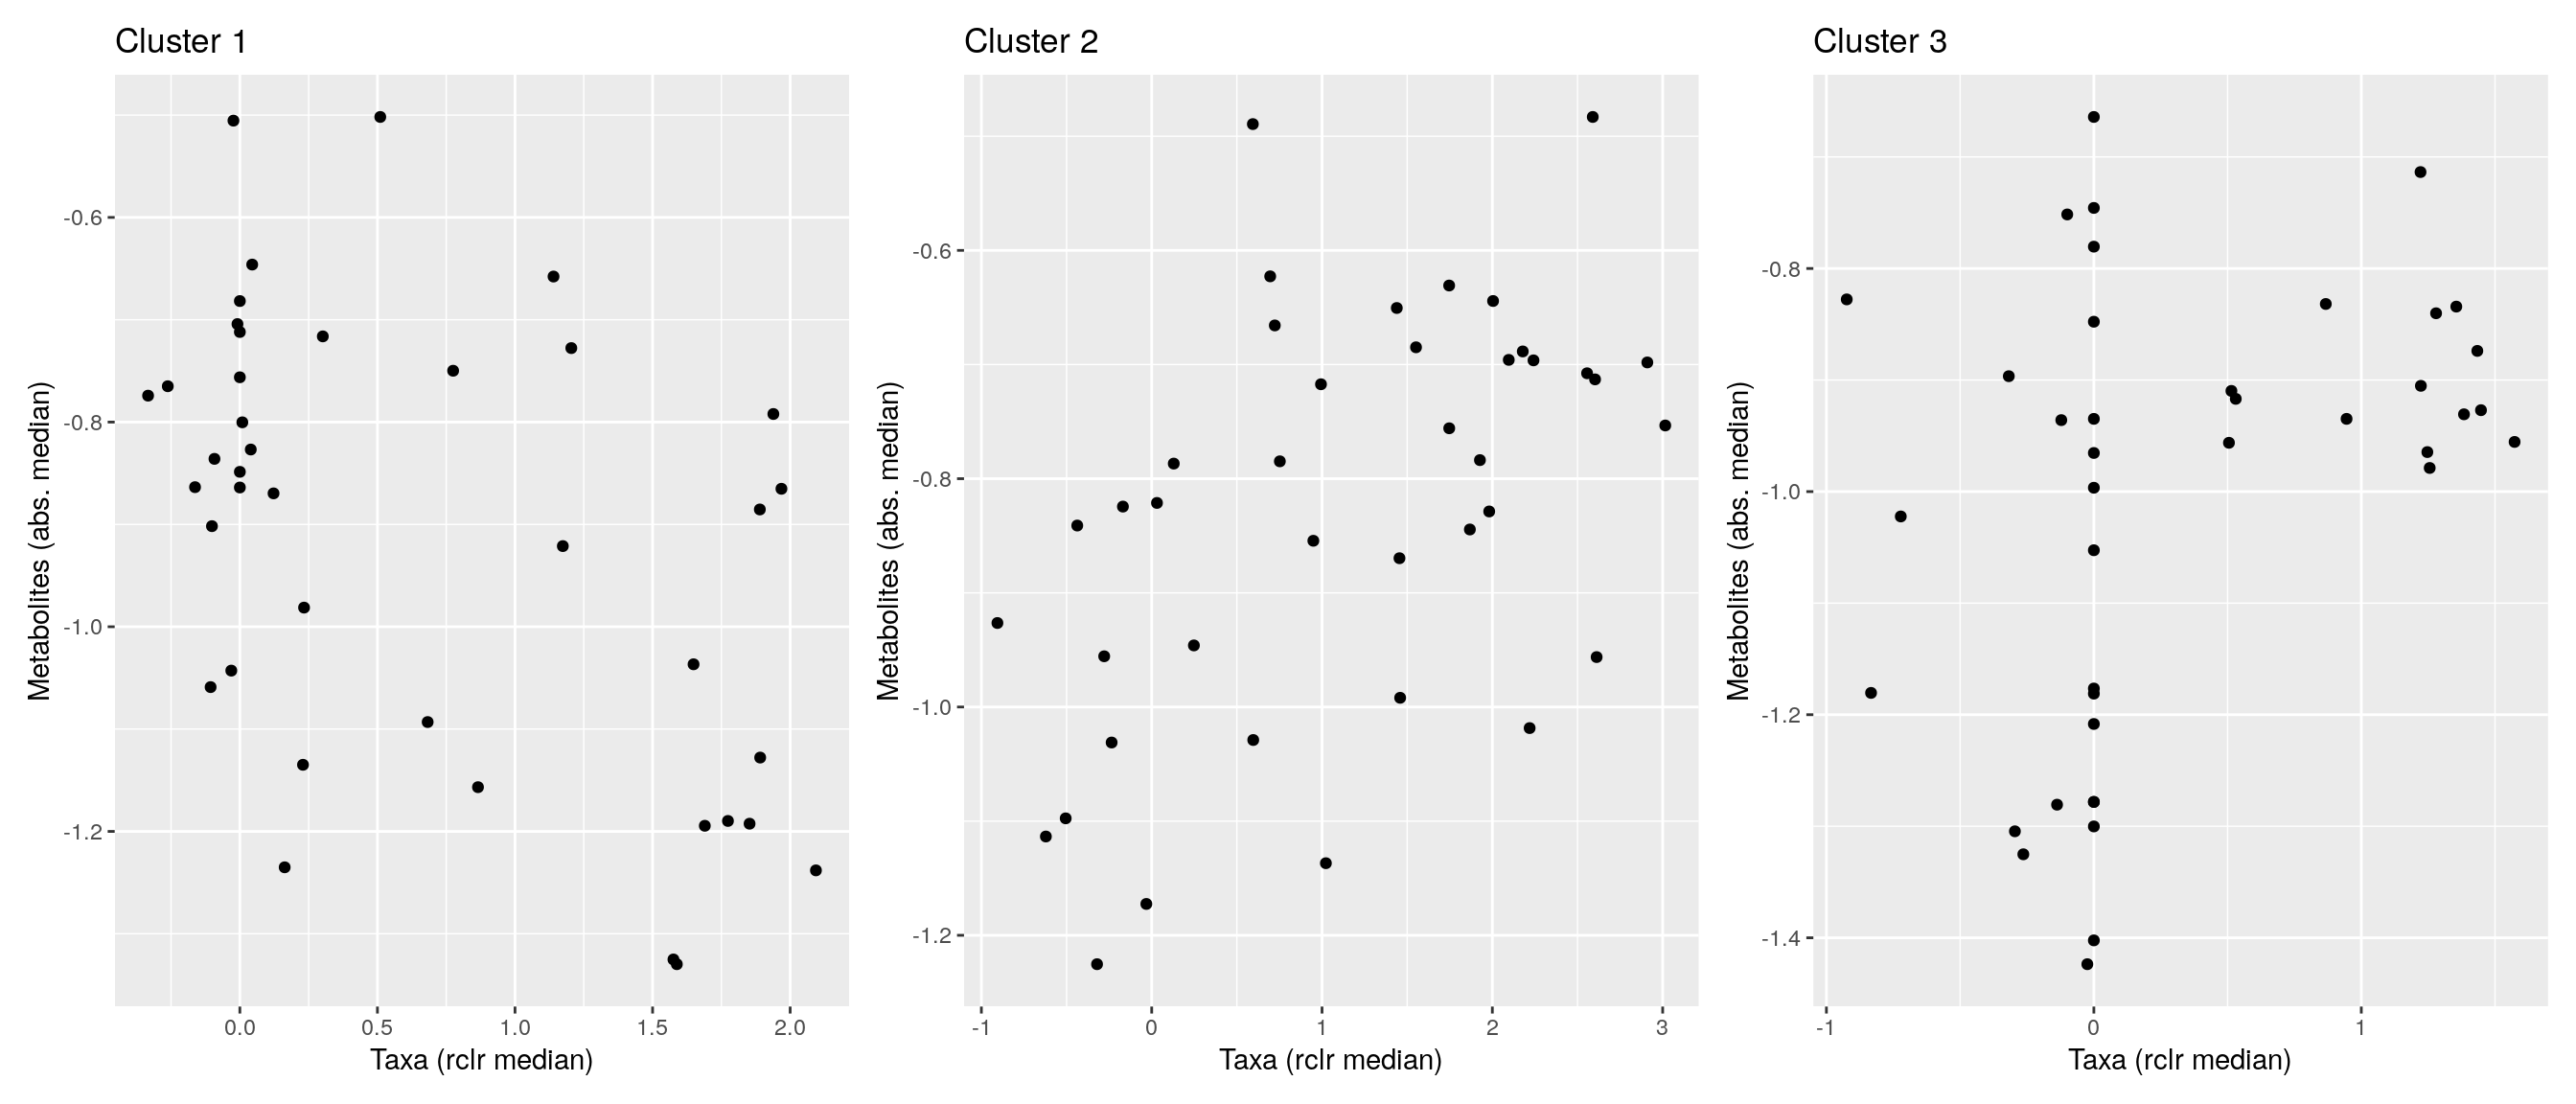 Cluster 1
Cluster 2
Cluster 3
Metabolites (abs. median)
-0.6
-0.8
-1.0
-1.2
0.0 0.5 1.0 1.5 2.0
Taxa (rclr median)
Metabolites (abs. median)
-0.6
-0.8
-1.0
-1.2
-1 0 1 2 3
Taxa (rclr median)
Metabolites (abs. median)
-0.8
-1.0
-1.2
-1.4
-1 0 1
Taxa (rclr median)